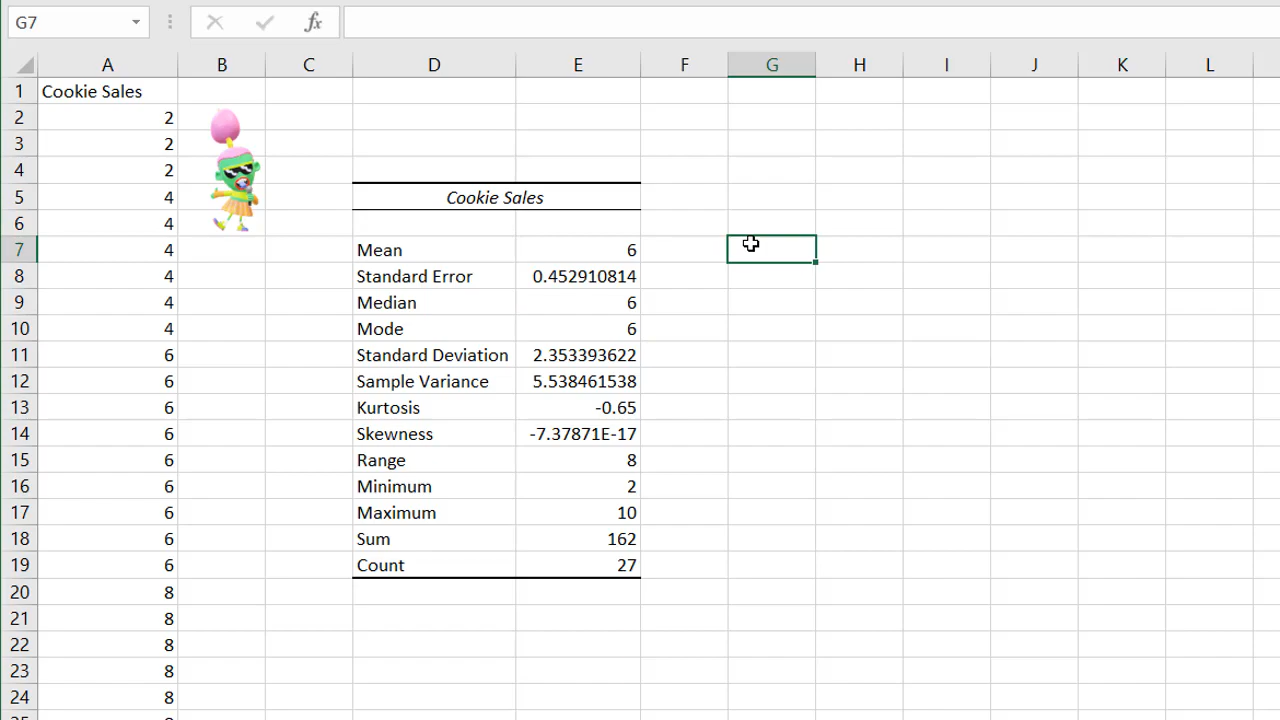 G7 fx
A B C D E F G H I J K L
1 Cookie Sales
2 2
3 2
4 2
5 4 Cookie Sales
6 4
7 4 Mean 6
8 4 Standard Error 0.452910814
9 4 Median 6
10 4 Mode 6
11 6 Standard Deviation 2.353393622
12 6 Sample Variance 5.538461538
13 6 Kurtosis -0.65
14 6 Skewness -7.37871E-17
15 6 Range 8
16 6 Minimum 2
17 6 Maximum 10
18 6 Sum 162
19 6 Count 27
20 8
21 8
22 8
23 8
24 8